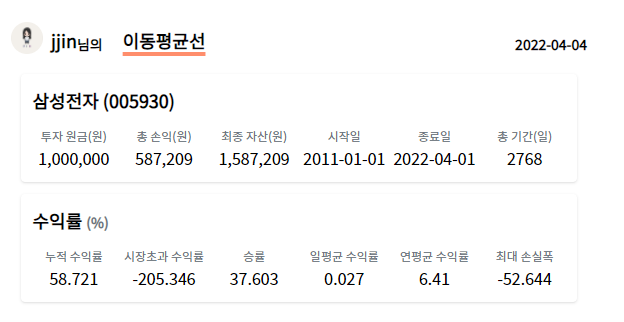 jjin님의 이동평균선 2022-04-04
삼성전자 (005930)
투자 원금(원) 총 손익(원) 최종 자산(원) 시작일 종료일 총 기간(일)
1,000,000 587,209 1,587,209 2011-01-01 2022-04-01 2768
수익률 (%)
누적 수익률 시장초과 수익률 승률 일평균 수익률 연평균 수익률 최대 손실폭
58.721 -205.346 37.603 0.027 6.41 -52.644